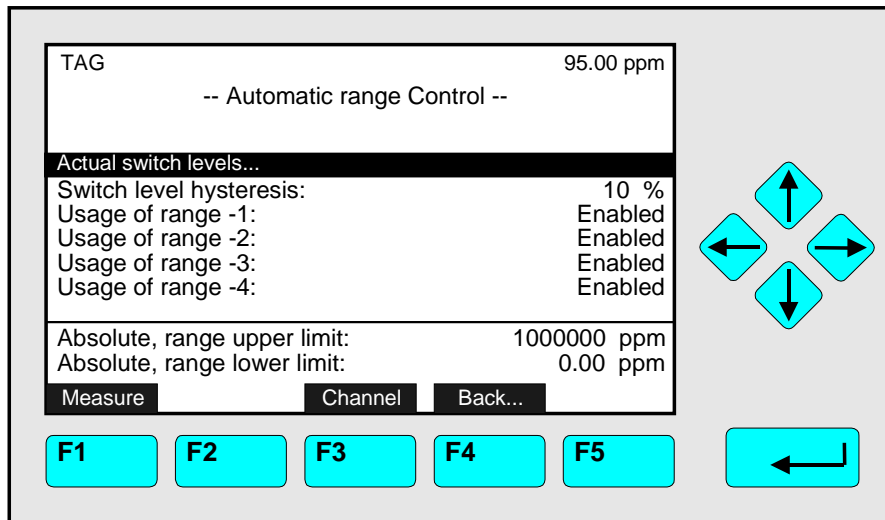 TAG 95.00 ppm
-- Automatic range Control --
Actual switch levels...
Switch level hysteresis: 10 %
Usage of range -1: Enabled
Usage of range -2: Enabled
Usage of range -3: Enabled
Usage of range -4: Enabled
Absolute, range upper limit: 1000000 ppm
Absolute, range lower limit: 0.00 ppm
Measure Channel Back...
F1 F2 F3 F4 F5